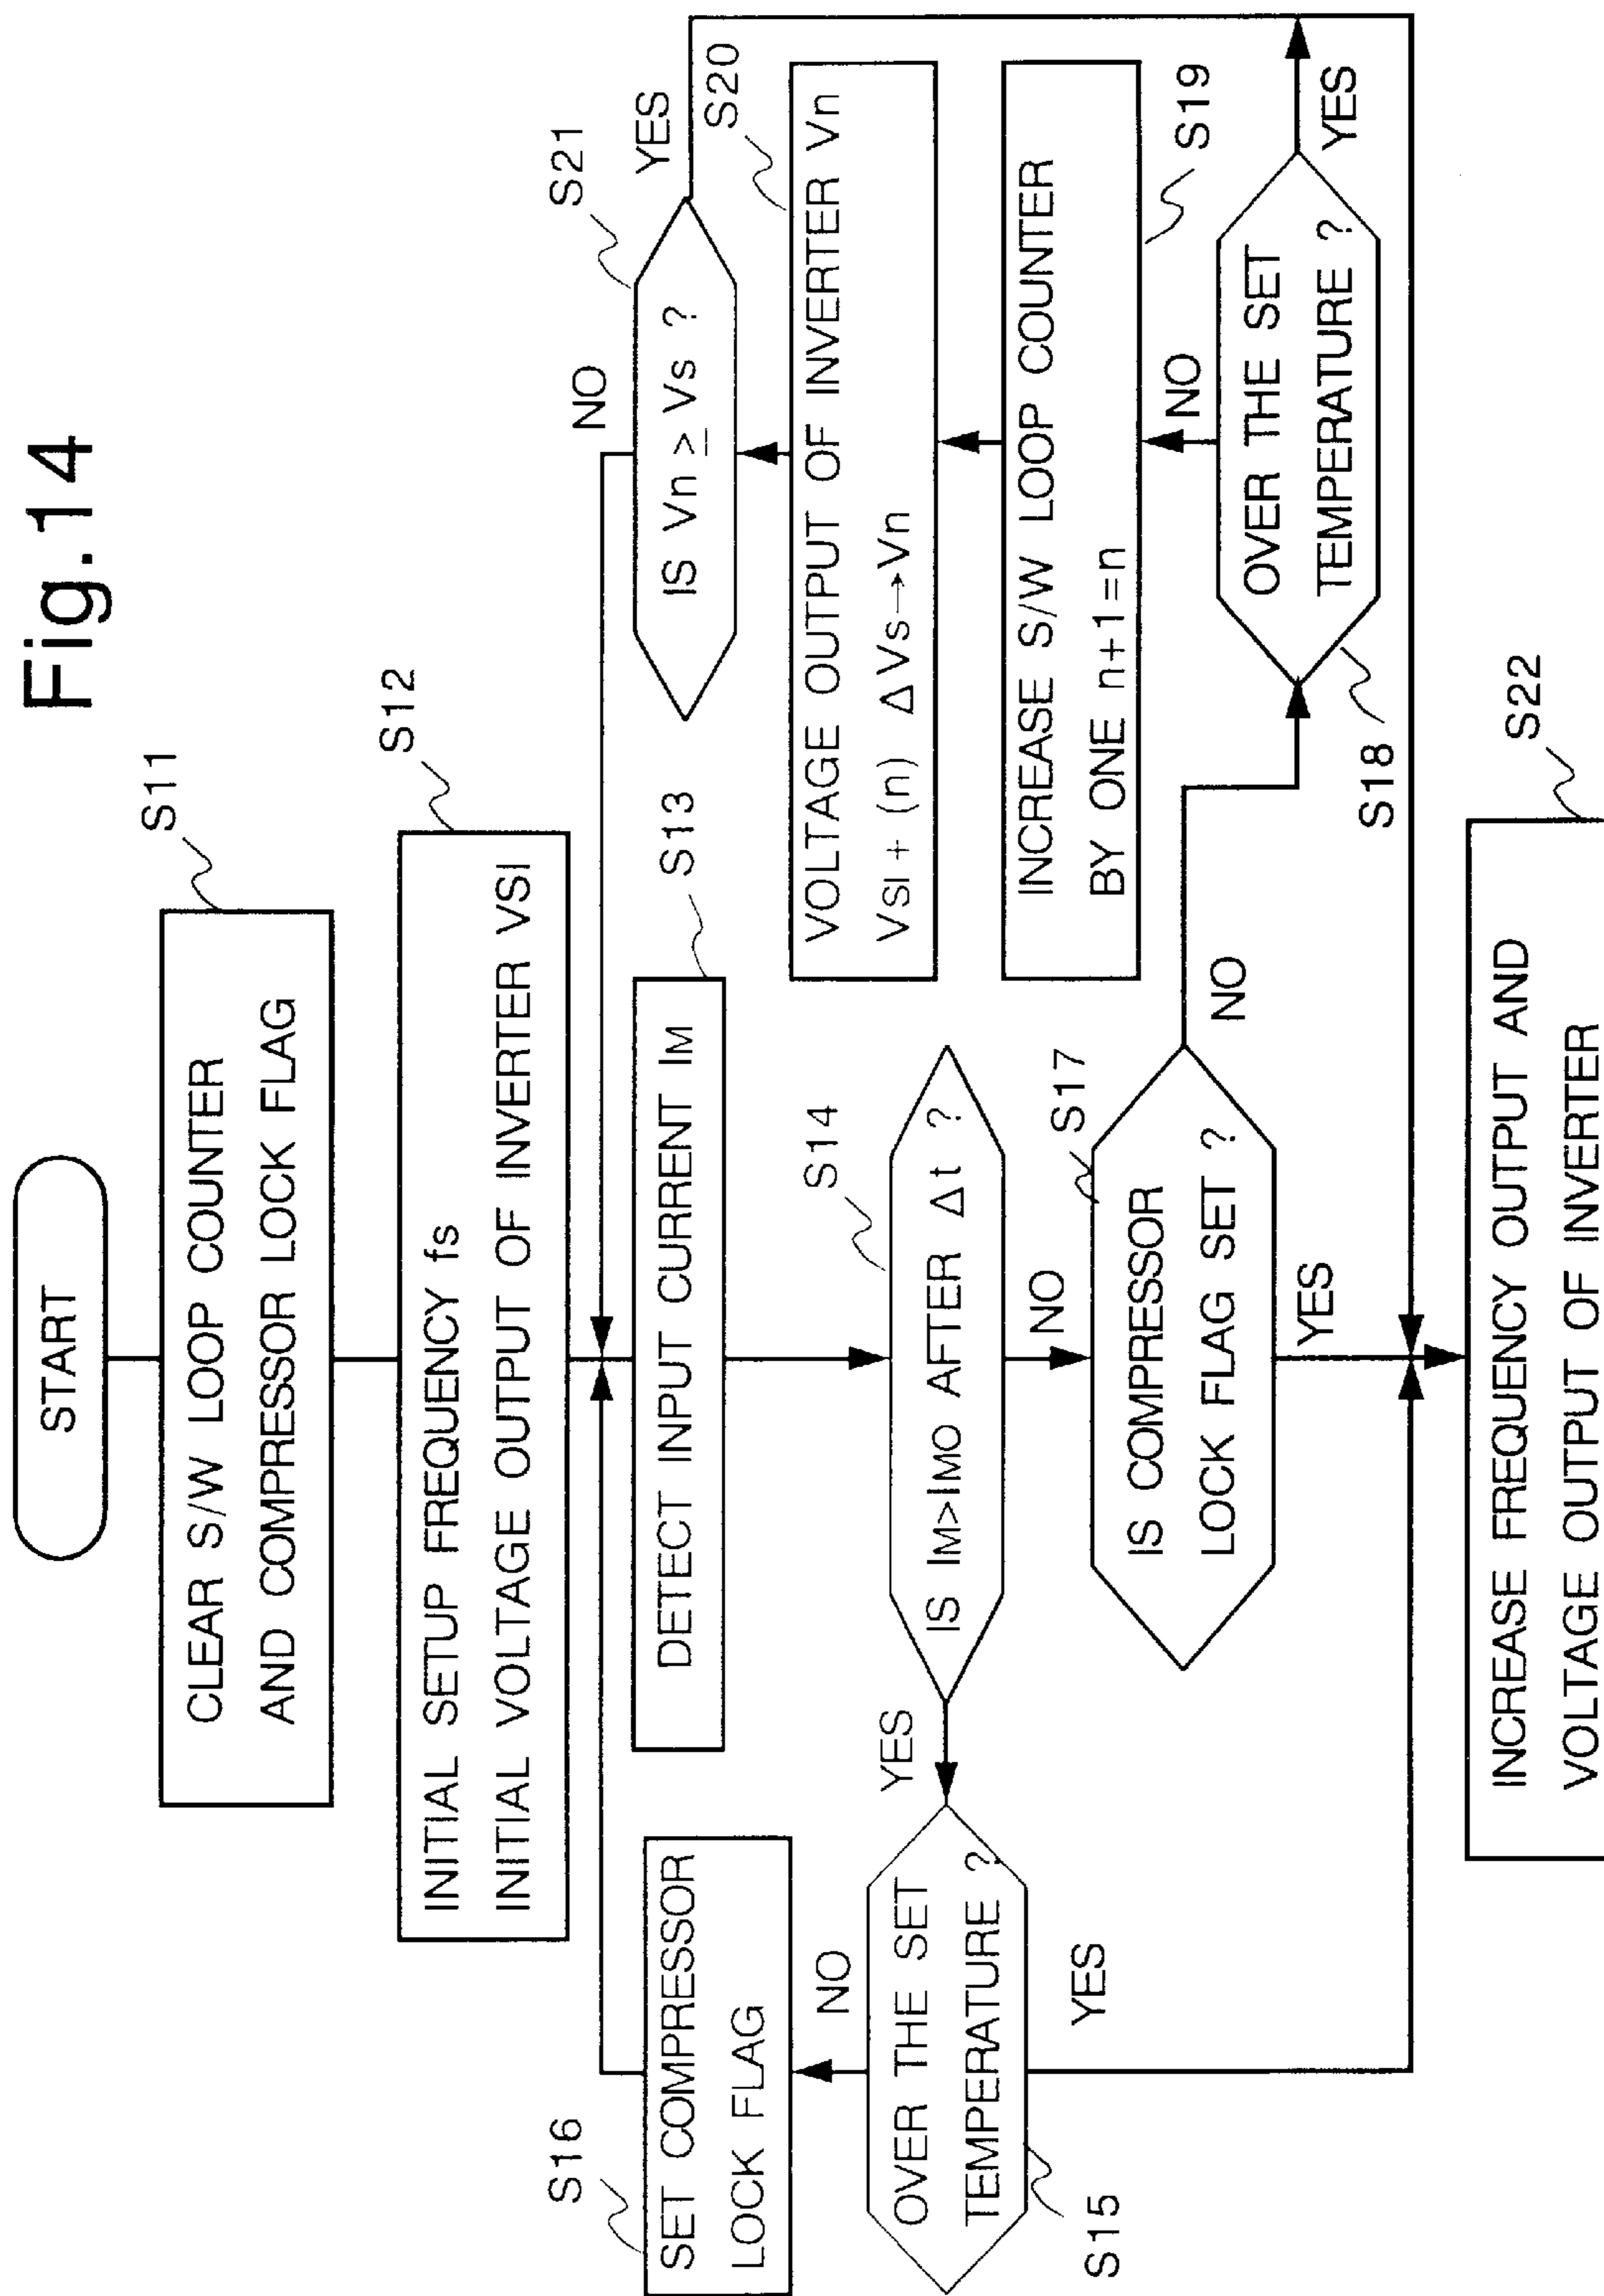 Fig.14
START
S11
CLEAR S/W LOOP COUNTER
AND COMPRESSOR LOCK FLAG
S12
INITIAL SETUP FREQUENCY fs
INITIAL VOLTAGE OUTPUT OF INVERTER VSI
S13
DETECT INPUT CURRENT IM
S14
IS IM>IMO AFTER Δt ?
YES
NO
S15
OVER THE SET
TEMPERATURE ?
NO
YES
S16
SET COMPRESSOR
LOCK FLAG
S17
IS COMPRESSOR
LOCK FLAG SET ?
NO
YES
S18
OVER THE SET
TEMPERATURE ?
NO
YES
S19
INCREASE S/W LOOP COUNTER
BY ONE n+1=n
S20
VOLTAGE OUTPUT OF INVERTER Vn
VSI + (n) ΔVs→Vn
S21
IS Vn ≥ Vs ?
NO
YES
S22
INCREASE FREQUENCY OUTPUT AND
VOLTAGE OUTPUT OF INVERTER